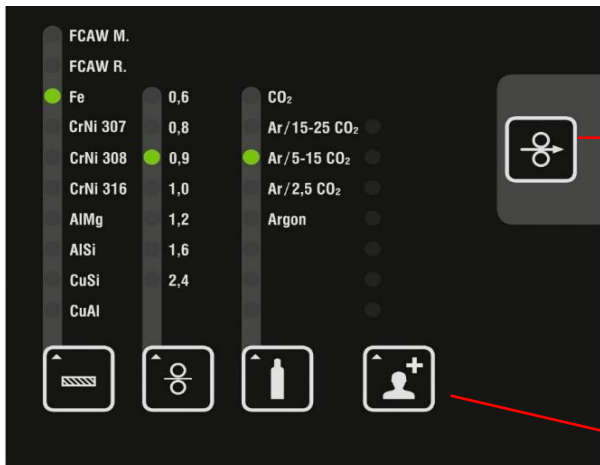 FCAW M.
FCAW R.
Fe
CrNi 307
CrNi 308
CrNi 316
AlMg
AlSi
CuSi
CuAl
0,6
0,8
0,9
1,0
1,2
1,6
2,4
CO₂
Ar/15-25 CO₂
Ar/5-15 CO₂
Ar/2,5 CO₂
Argon